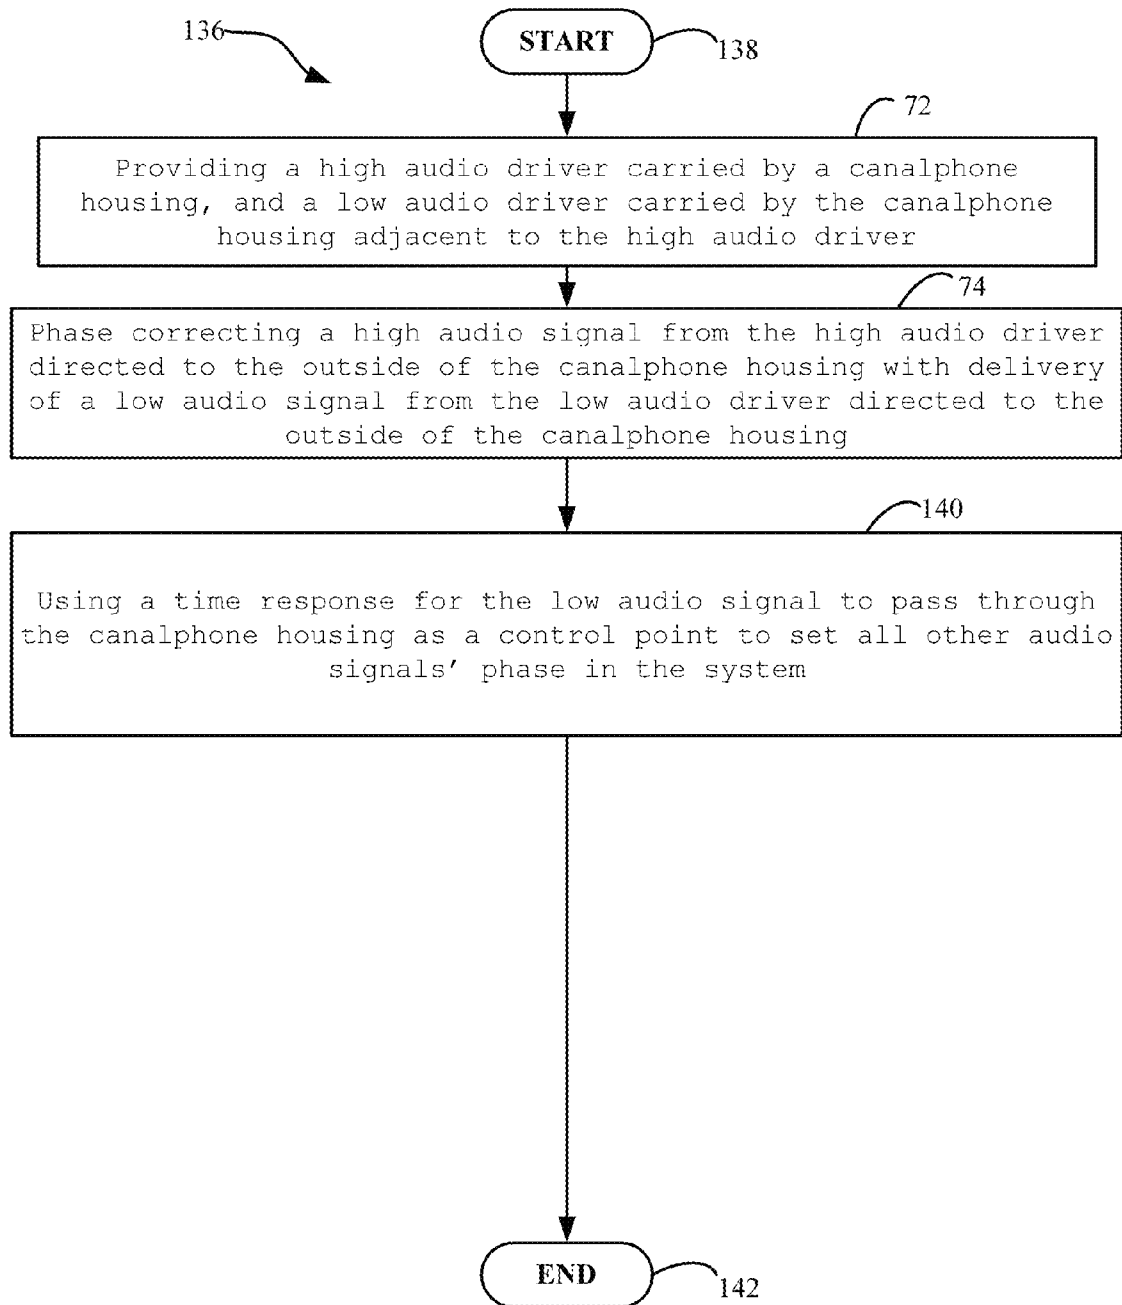 136
START
138
72
Providing a high audio driver carried by a canalphone
housing, and a low audio driver carried by the canalphone
housing adjacent to the high audio driver
74
Phase correcting a high audio signal from the high audio driver
directed to the outside of the canalphone housing with delivery
of a low audio signal from the low audio driver directed to the
outside of the canalphone housing
140
Using a time response for the low audio signal to pass through
the canalphone housing as a control point to set all other audio
signals' phase in the system
END
142